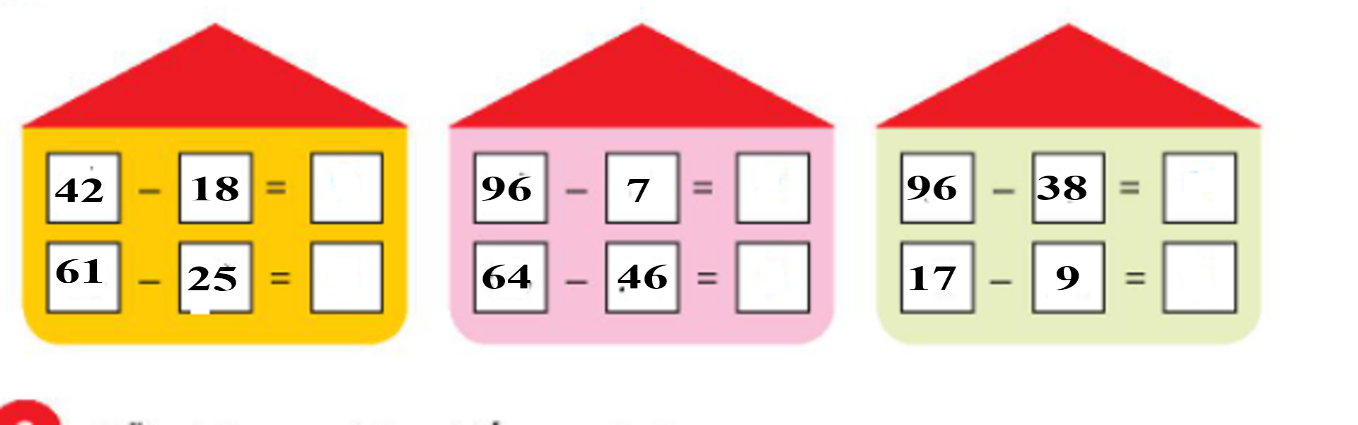 42 – 18 =
61 – 25 =
96 – 7 =
64 – 46 =
96 – 38 =
17 – 9 =